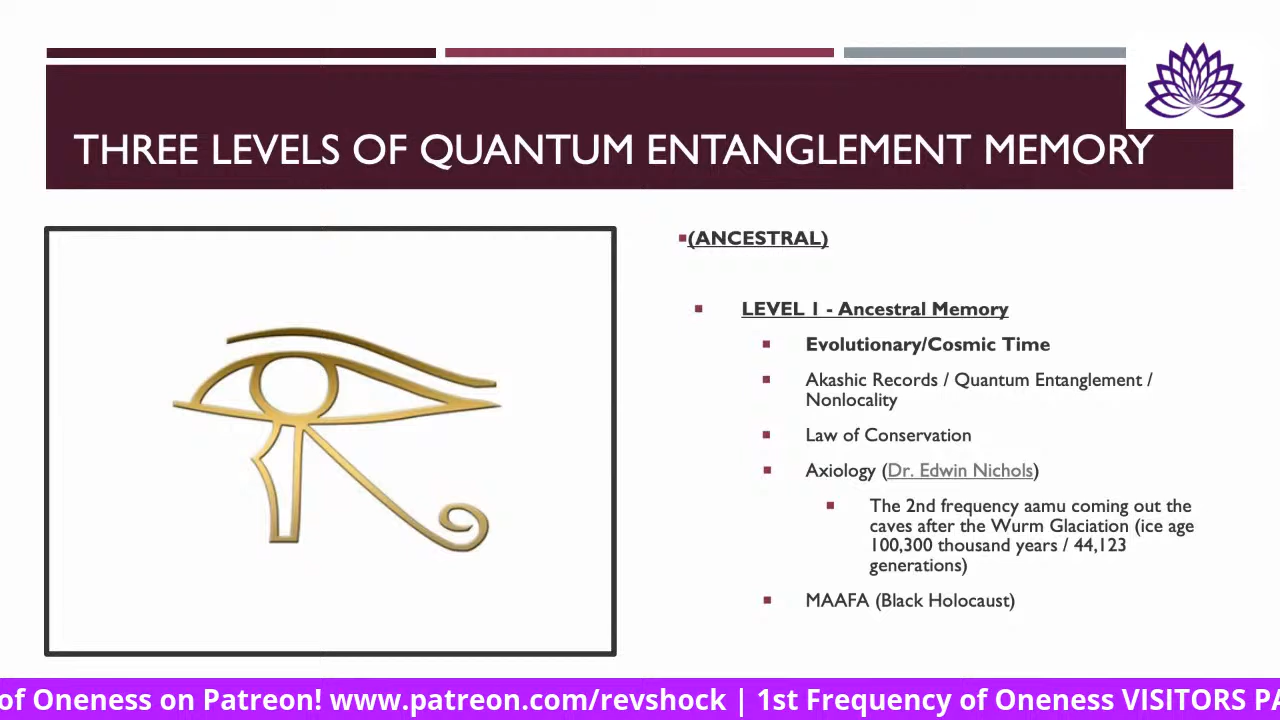 THREE LEVELS OF QUANTUM ENTANGLEMENT MEMORY
(ANCESTRAL)
LEVEL 1 - Ancestral Memory
Evolutionary/Cosmic Time
Akashic Records / Quantum Entanglement /
Nonlocality
Law of Conservation
Axiology (Dr. Edwin Nichols)
The 2nd frequency aamu coming out the
caves after the Wurm Glaciation (ice age
100,300 thousand years / 44,123
generations)
MAAFA (Black Holocaust)
of Oneness on Patreon! www.patreon.com/revshock | 1st Frequency of Oneness VISITORS PA